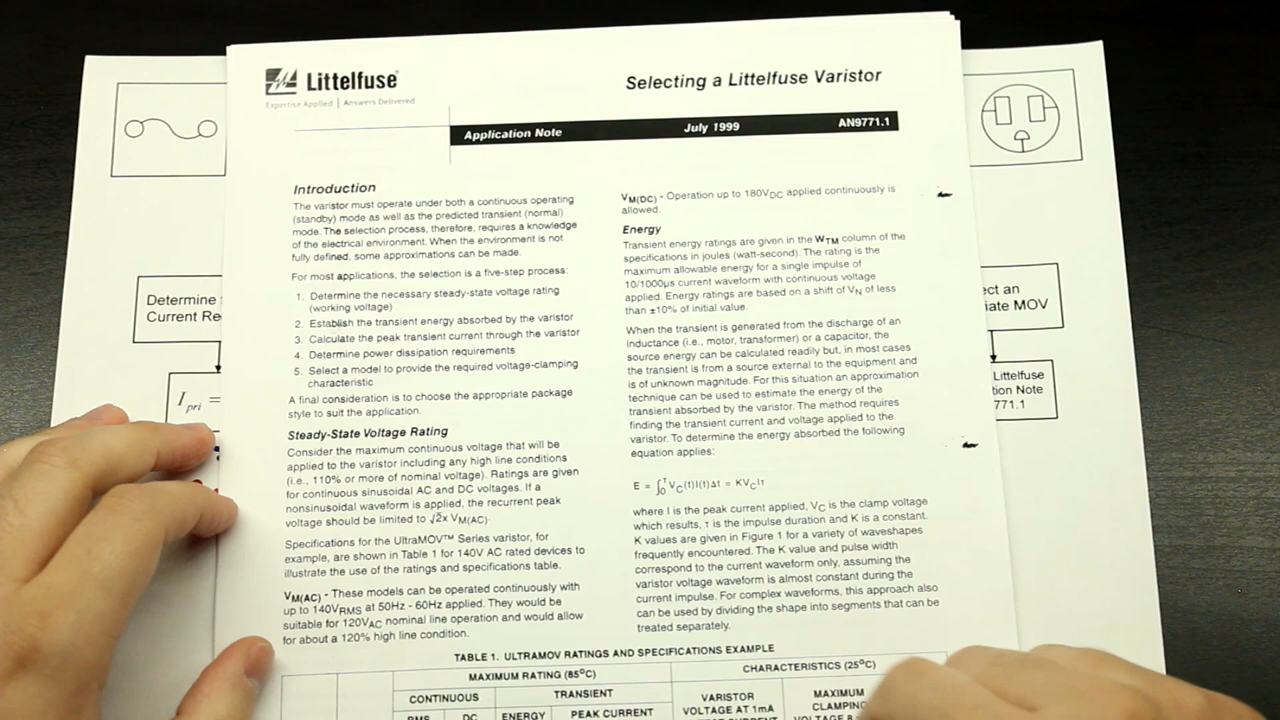 Littelfuse®
Expertise Applied | Answers Delivered
Selecting a Littelfuse Varistor
Application Note July 1999 AN9771.1
Introduction
The varistor must operate under both a continuous operating
(standby) mode as well as the predicted transient (normal)
mode. The selection process, therefore, requires a knowledge
of the electrical environment. When the environment is not
fully defined, some approximations can be made.
For most applications, the selection is a five-step process:
1. Determine the necessary steady-state voltage rating
(working voltage)
2. Establish the transient energy absorbed by the varistor
3. Calculate the peak transient current through the varistor
4. Determine power dissipation requirements
5. Select a model to provide the required voltage-clamping
characteristic
A final consideration is to choose the appropriate package
style to suit the application.
Steady-State Voltage Rating
Consider the maximum continuous voltage that will be
applied to the varistor including any high line conditions
(i.e., 110% or more of nominal voltage). Ratings are given
for continuous sinusoidal AC and DC voltages. If a
nonsinusoidal waveform is applied, the recurrent peak
voltage should be limited to √2x VM(AC).
Specifications for the UltraMOV™ Series varistor, for
example, are shown in Table 1 for 140V AC rated devices to
illustrate the use of the ratings and specifications table.
VM(AC) - These models can be operated continuously with
up to 140VRMS at 50Hz - 60Hz applied. They would be
suitable for 120VAC nominal line operation and would allow
for about a 120% high line condition.
VM(DC) - Operation up to 180VDC applied continuously is
allowed.
Energy
Transient energy ratings are given in the WTM column of the
specifications in joules (watt-second). The rating is the
maximum allowable energy for a single impulse of
10/1000µs current waveform with continuous voltage
applied. Energy ratings are based on a shift of VN of less
than ±10% of initial value.
When the transient is generated from the discharge of an
inductance (i.e., motor, transformer) or a capacitor, the
source energy can be calculated readily but, in most cases
the transient is from a source external to the equipment and
is of unknown magnitude. For this situation an approximation
technique can be used to estimate the energy of the
transient absorbed by the varistor. The method requires
finding the transient current and voltage applied to the
varistor. To determine the energy absorbed the following
equation applies:
E = ∫₀τ VC(t)I(t)Δt = KVCIτ
where I is the peak current applied, VC is the clamp voltage
which results, τ is the impulse duration and K is a constant.
K values are given in Figure 1 for a variety of waveshapes
frequently encountered. The K value and pulse width
correspond to the current waveform only, assuming the
varistor voltage waveform is almost constant during the
current impulse. For complex waveforms, this approach also
can be used by dividing the shape into segments that can be
treated separately.
TABLE 1. ULTRAMOV RATINGS AND SPECIFICATIONS EXAMPLE
MAXIMUM RATING (85°C) CHARACTERISTICS (25°C)
CONTINUOUS TRANSIENT VARISTOR MAXIMUM
RMS DC ENERGY PEAK CURRENT VOLTAGE AT 1mA CLAMPING
Determine
Current
Ipri =
MOV
Littelfuse
Note
771.1